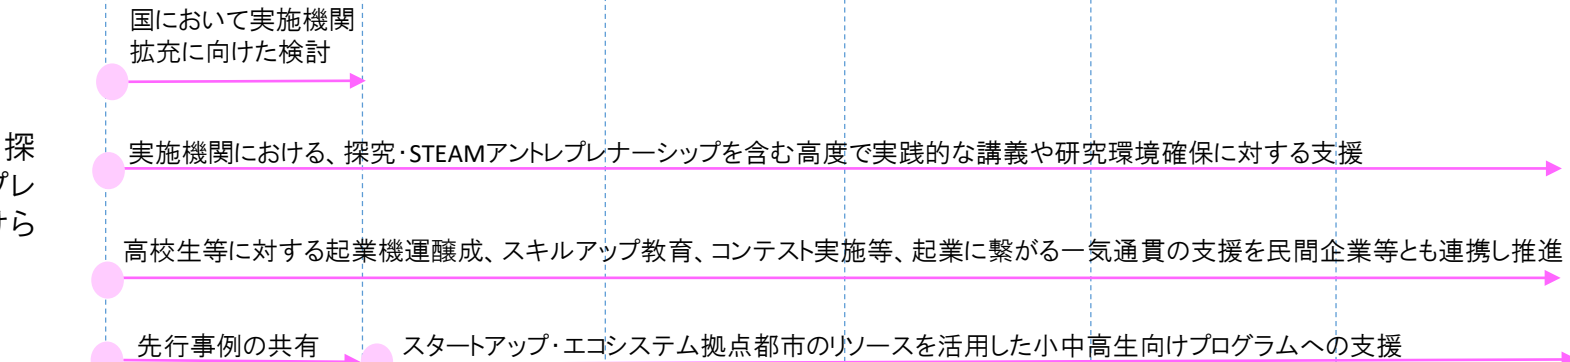 国において実施機関
拡充に向けた検討
探
プレ
けら
実施機関における、探究･STEAMアントレプレナーシップを含む高度で実践的な講義や研究環境確保に対する支援
高校生等に対する起業機運醸成、スキルアップ教育、コンテスト実施等、起業に繋がる一気通貫の支援を民間企業等とも連携し推進
先行事例の共有
スタートアップ･エコシステム拠点都市のリソースを活用した小中高生向けプログラムへの支援